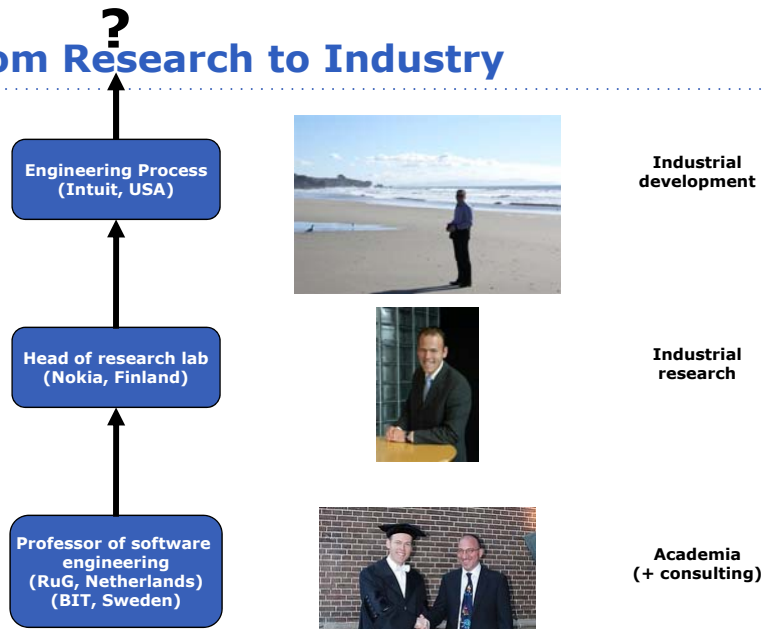 ?
om Research to Industry
Engineering Process
(Intuit, USA)
Industrial
development
Head of research lab
(Nokia, Finland)
Industrial
research
Professor of software
engineering
(RuG, Netherlands)
(BIT, Sweden)
Academia
(+ consulting)